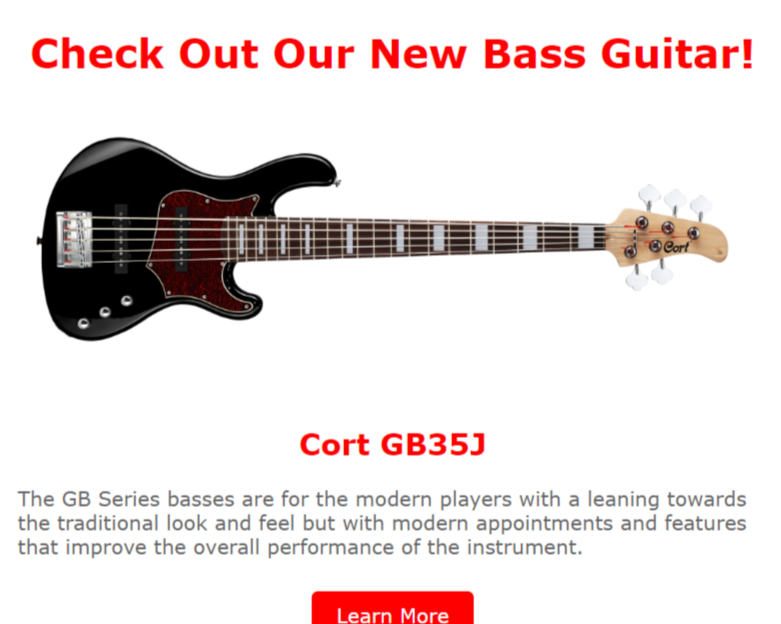 Check Out Our New Bass Guitar!
Cort
Cort GB35J
The GB Series basses are for the modern players with a leaning towards
the traditional look and feel but with modern appointments and features
that improve the overall performance of the instrument.
Learn More